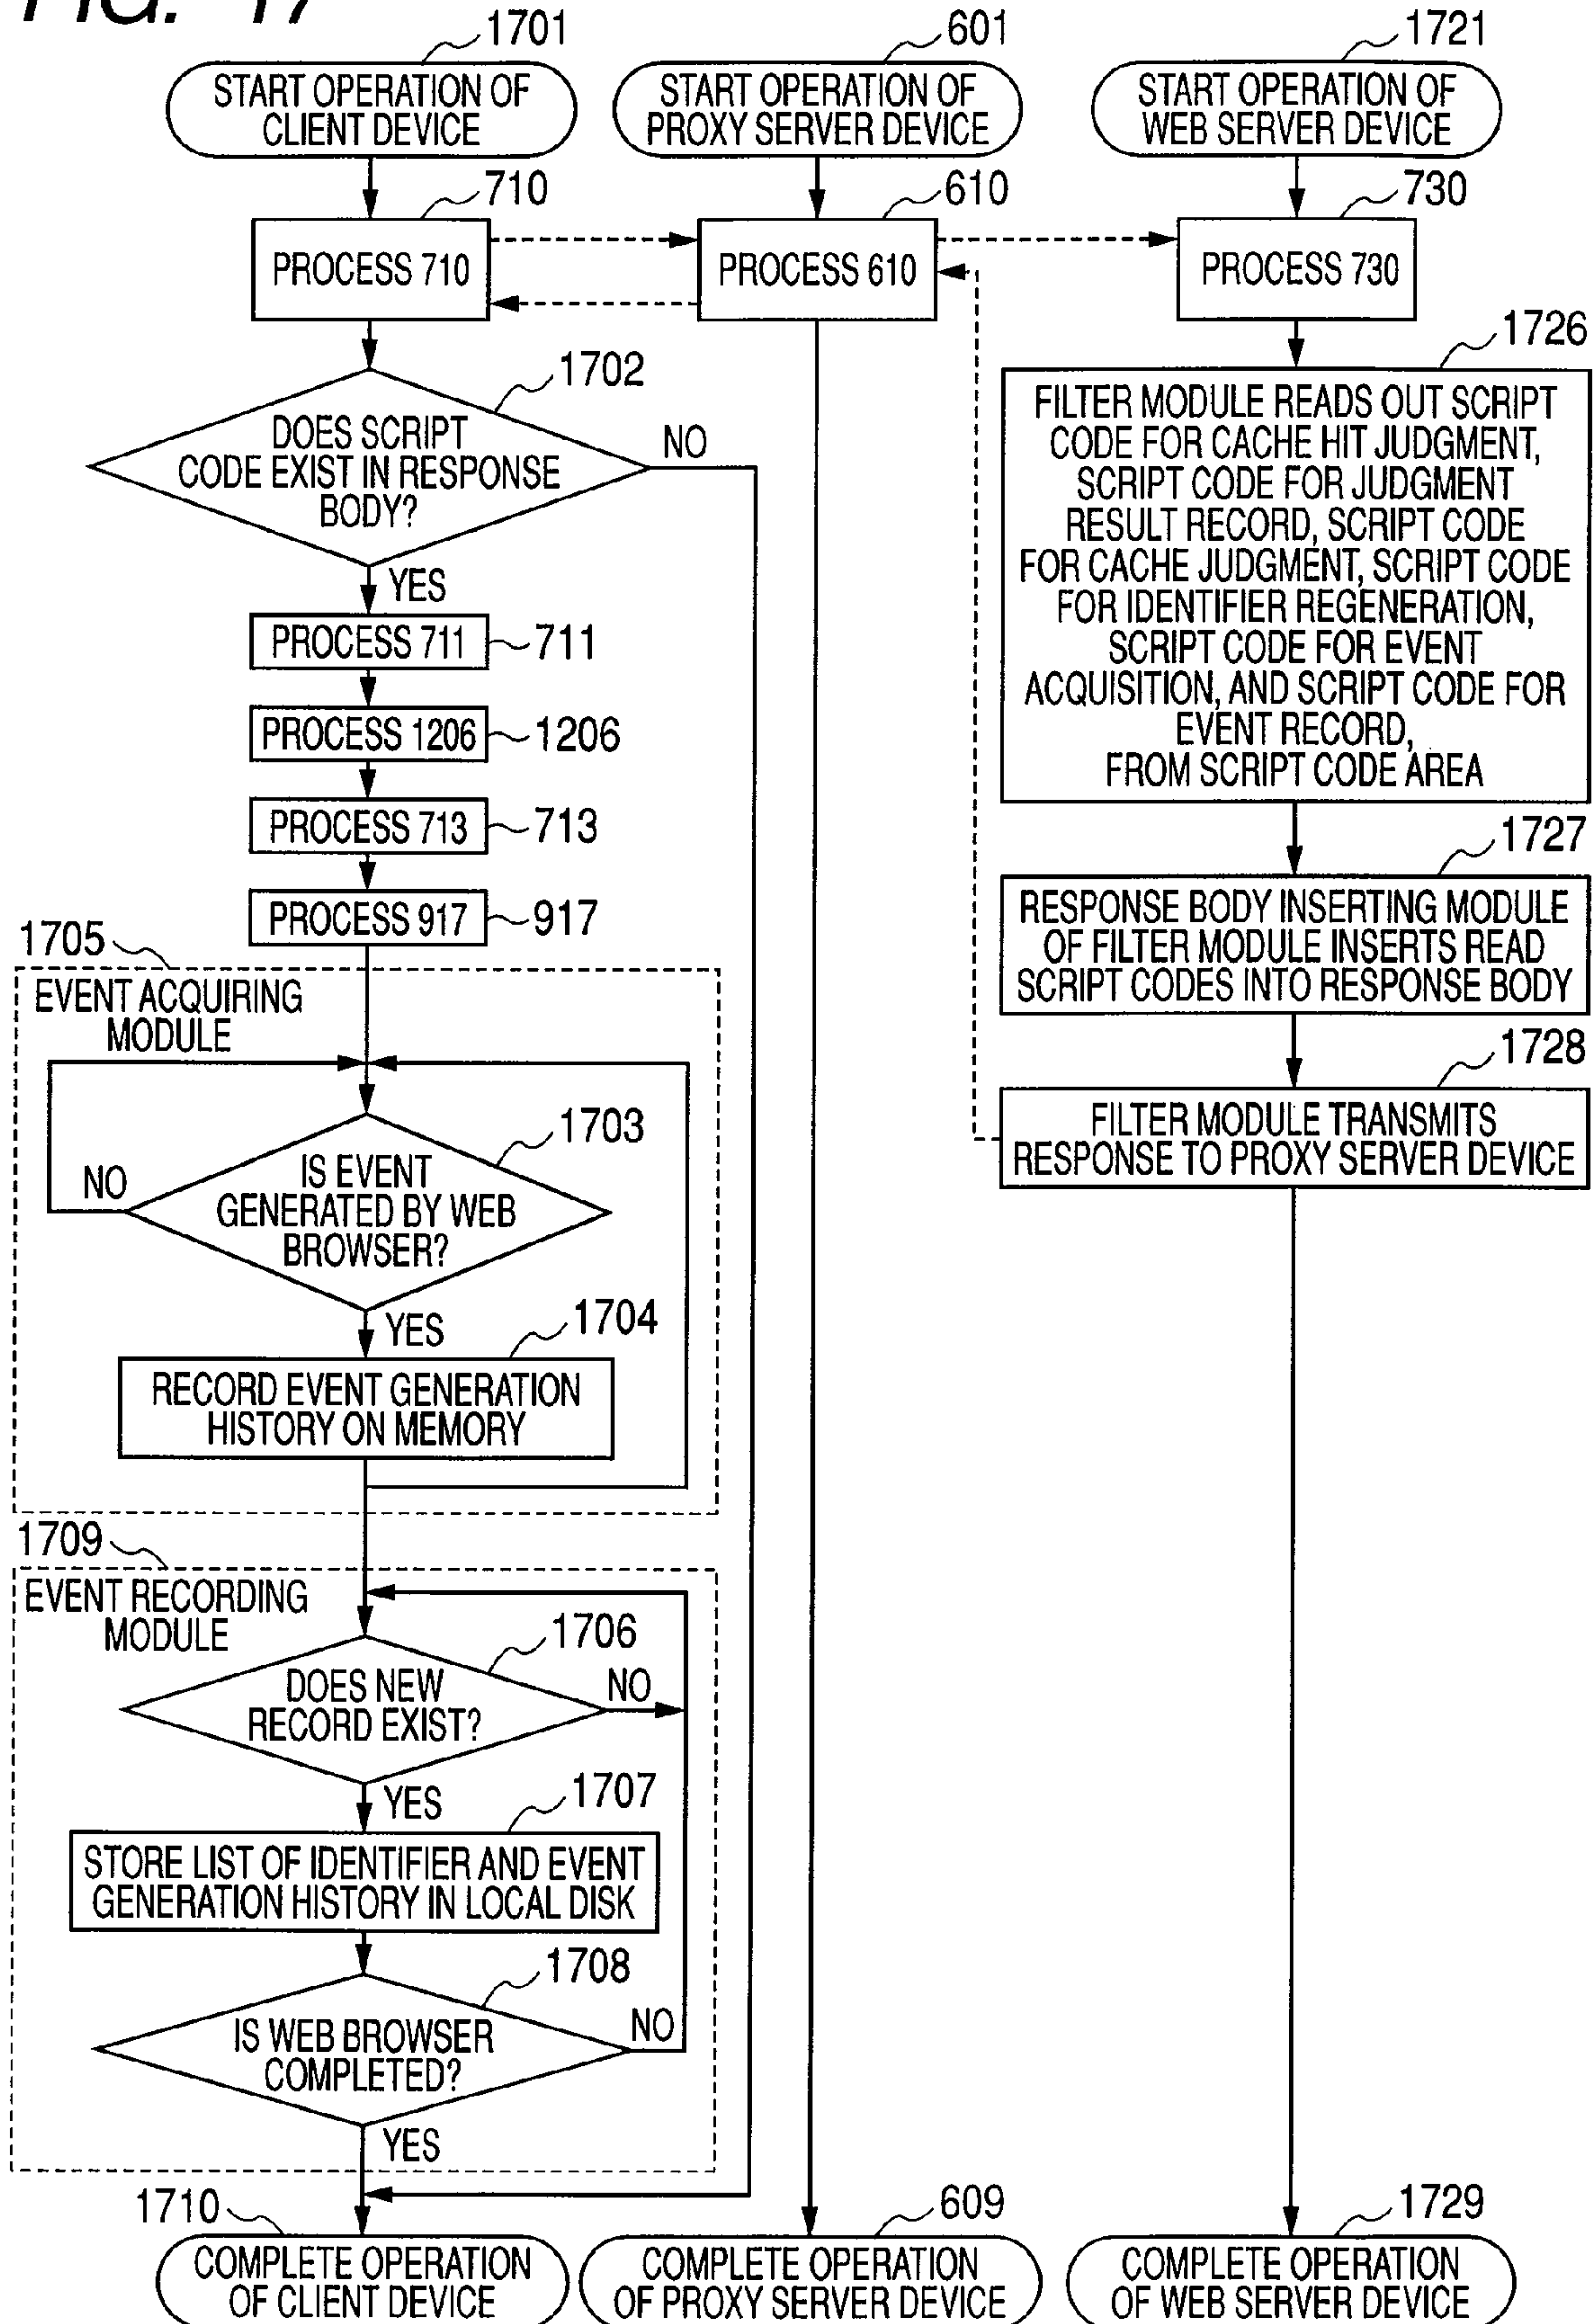 FIG. 17
1701
START OPERATION OF
CLIENT DEVICE
601
START OPERATION OF
PROXY SERVER DEVICE
1721
START OPERATION OF
WEB SERVER DEVICE
710
PROCESS 710
610
PROCESS 610
730
PROCESS 730
1702
DOES SCRIPT
CODE EXIST IN RESPONSE
BODY?
NO
YES
PROCESS 711
711
PROCESS 1206
1206
PROCESS 713
713
PROCESS 917
917
1726
FILTER MODULE READS OUT SCRIPT
CODE FOR CACHE HIT JUDGMENT,
SCRIPT CODE FOR JUDGMENT
RESULT RECORD, SCRIPT CODE
FOR CACHE JUDGMENT, SCRIPT CODE
FOR IDENTIFIER REGENERATION,
SCRIPT CODE FOR EVENT
ACQUISITION, AND SCRIPT CODE FOR
EVENT RECORD,
FROM SCRIPT CODE AREA
1727
RESPONSE BODY INSERTING MODULE
OF FILTER MODULE INSERTS READ
SCRIPT CODES INTO RESPONSE BODY
1728
FILTER MODULE TRANSMITS
RESPONSE TO PROXY SERVER DEVICE
1705
EVENT ACQUIRING
MODULE
1703
IS EVENT
GENERATED BY WEB
BROWSER?
NO
YES
1704
RECORD EVENT GENERATION
HISTORY ON MEMORY
1709
EVENT RECORDING
MODULE
1706
DOES NEW
RECORD EXIST?
NO
YES
1707
STORE LIST OF IDENTIFIER AND EVENT
GENERATION HISTORY IN LOCAL DISK
1708
IS WEB BROWSER
COMPLETED?
NO
YES
1710
COMPLETE OPERATION
OF CLIENT DEVICE
609
COMPLETE OPERATION
OF PROXY SERVER DEVICE
1729
COMPLETE OPERATION
OF WEB SERVER DEVICE